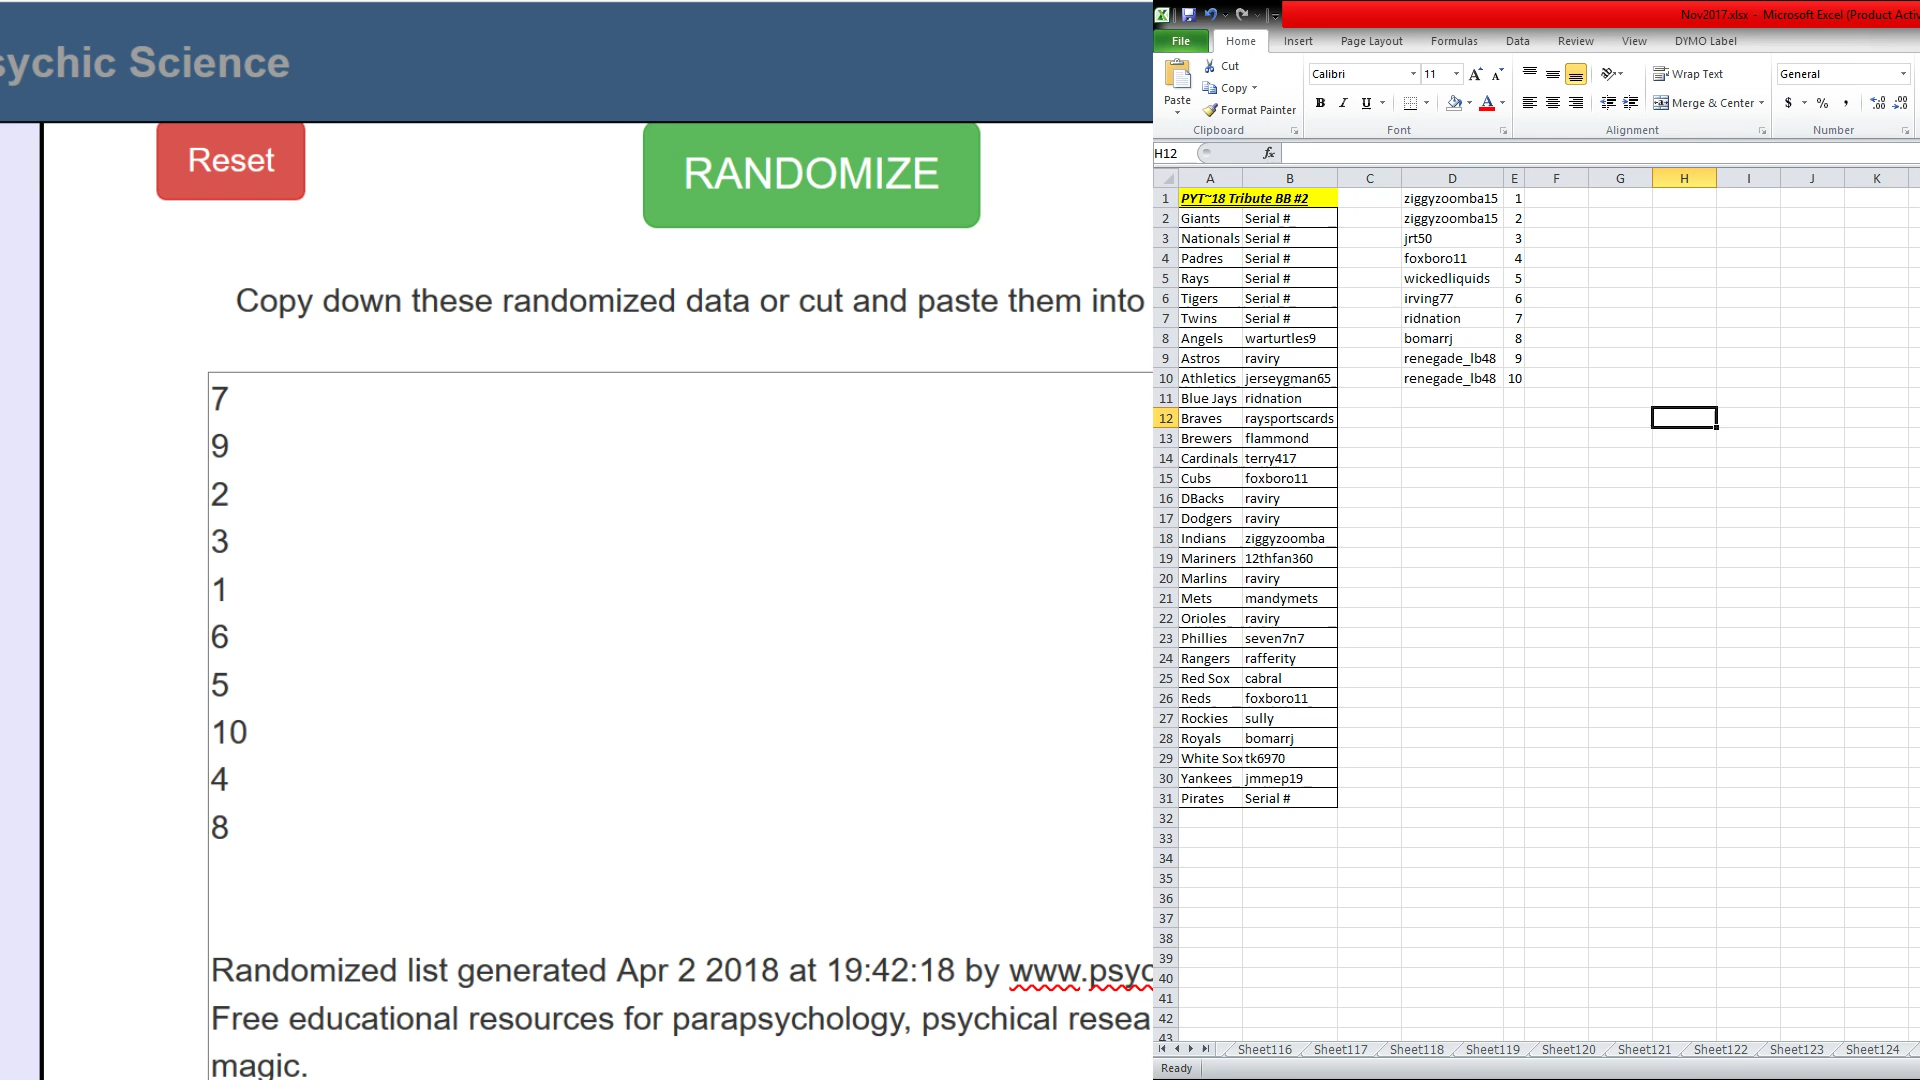 sychic Science
Reset
RANDOMIZE
Copy down these randomized data or cut and paste them into
7
9
2
3
1
6
5
10
4
8
Randomized list generated Apr 2 2018 at 19:42:18 by www.psyc
Free educational resources for parapsychology, psychical resea
magic.
Nov2017.xlsx - Microsoft Excel (Product Activ
File Home Insert Page Layout Formulas Data Review View DYMO Label
Paste
Cut
Copy
Format Painter
Clipboard
Calibri 11
B I U A
Font
Wrap Text
Merge & Center
Alignment
General
$ % ,
Number
H12 fx
A B C D E F G H I J K
1 PYT~18 Tribute BB #2 ziggyzoomba15 1
2 Giants Serial # ziggyzoomba15 2
3 Nationals Serial # jrt50 3
4 Padres Serial # foxboro11 4
5 Rays Serial # wickedliquids 5
6 Tigers Serial # irving77 6
7 Twins Serial # ridnation 7
8 Angels warturtles9 bomarrj 8
9 Astros raviry renegade_lb48 9
10 Athletics jerseygman65 renegade_lb48 10
11 Blue Jays ridnation
12 Braves raysportscards
13 Brewers flammond
14 Cardinals terry417
15 Cubs foxboro11
16 DBacks raviry
17 Dodgers raviry
18 Indians ziggyzoomba
19 Mariners 12thfan360
20 Marlins raviry
21 Mets mandymets
22 Orioles raviry
23 Phillies seven7n7
24 Rangers rafferity
25 Red Sox cabral
26 Reds foxboro11
27 Rockies sully
28 Royals bomarrj
29 White Sox tk6970
30 Yankees jmmep19
31 Pirates Serial #
32
33
34
35
36
37
38
39
40
41
42
43
Sheet116 Sheet117 Sheet118 Sheet119 Sheet120 Sheet121 Sheet122 Sheet123 Sheet124
Ready